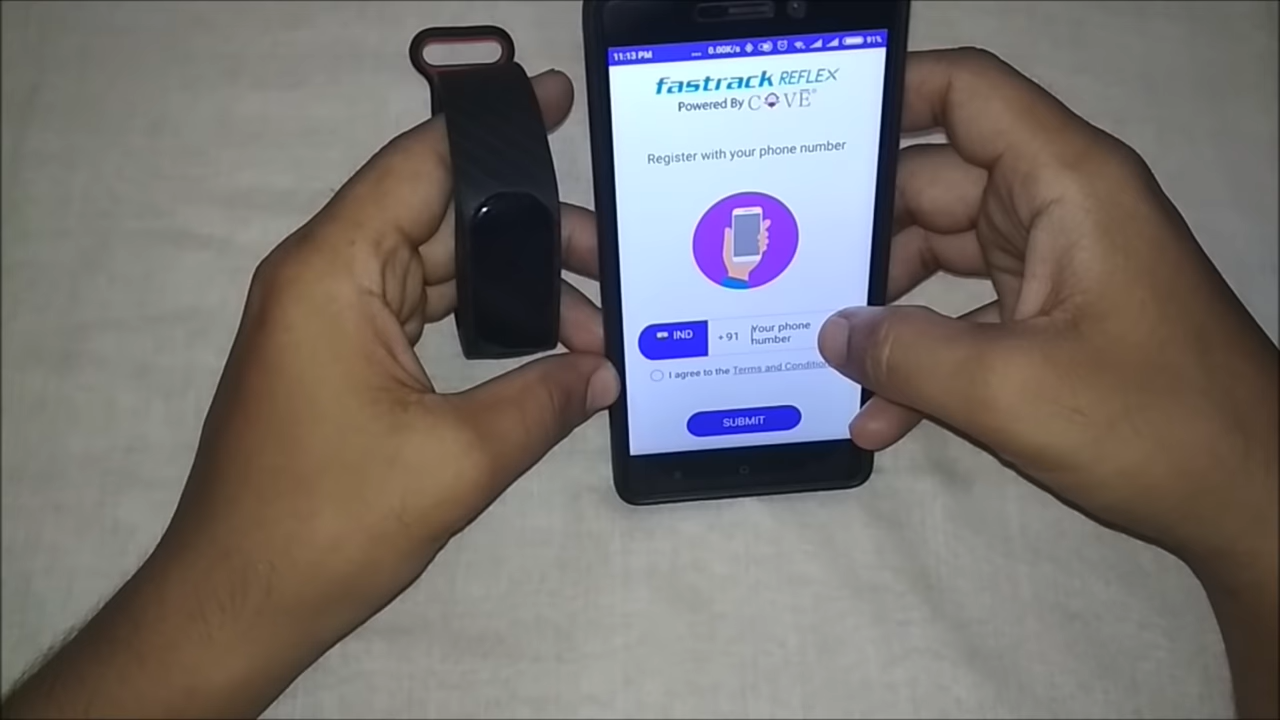 11:13 PM ... 0.00K/s 91%
fastrack REFLEX
Powered By COVE
Register with your phone number
IND +91 Your phone
number
I agree to the Terms and Condition
SUBMIT